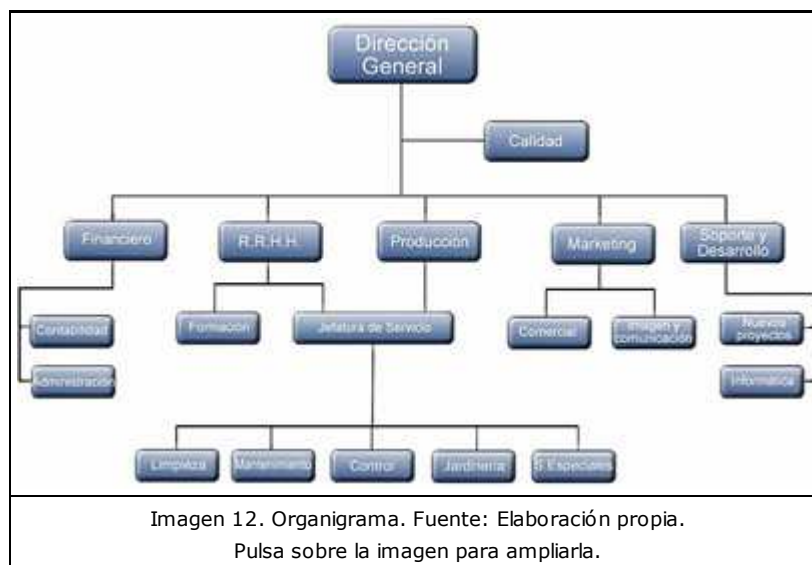 Dirección
General
Calidad
Financiero
R.R.H.H.
Producción
Marketing
Soporte y
Desarrollo
Contabilidad
Administración
Formación
Jefatura de Servicio
Comercial
Imagen y
comunicación
Nuevos
proyectos
Informática
Limpieza
Mantenimiento
Control
Jardinería
S Especiales
Imagen 12. Organigrama. Fuente: Elaboración propia.
Pulsa sobre la imagen para ampliarla.